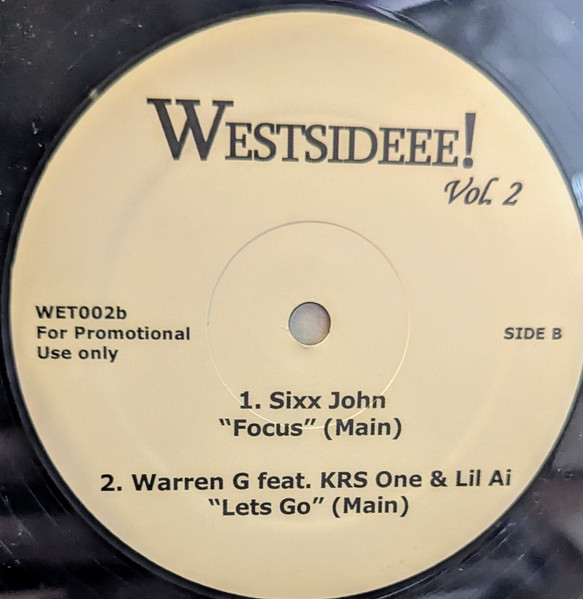 WESTSIDEEE!
Vol. 2
WET002b
For Promotional
Use only
SIDE B
1. Sixx John
“Focus” (Main)
2. Warren G feat. KRS One & Lil Ai
“Lets Go” (Main)